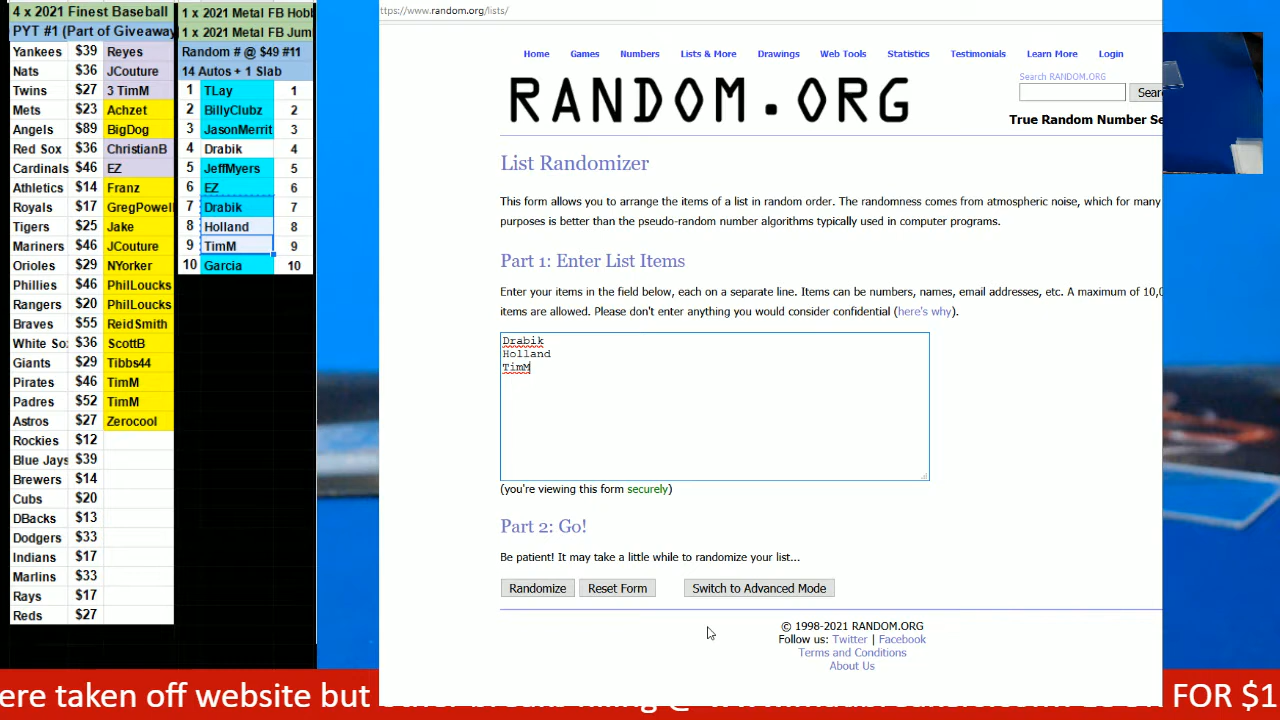 4 x 2021 Finest Baseball
PYT #1 (Part of Giveaway
Yankees $39 Reyes
Nats $36 JCouture
Twins $27 3 TimM
Mets $23 Achzet
Angels $89 BigDog
Red Sox $36 ChristianB
Cardinals $46 EZ
Athletics $14 Franz
Royals $17 GregPowell
Tigers $25 Jake
Mariners $46 JCouture
Orioles $29 NYorker
Phillies $46 PhilLoucks
Rangers $20 PhilLoucks
Braves $55 ReidSmith
White So $36 ScottB
Giants $29 Tibbs44
Pirates $46 TimM
Padres $52 TimM
Astros $27 Zerocool
Rockies $12
Blue Jays $39
Brewers $14
Cubs $20
DBacks $13
Dodgers $33
Indians $17
Marlins $33
Rays $17
Reds $27
1 x 2021 Metal FB Hobb
1 x 2021 Metal FB Jum
Random # @ $49 #11
14 Autos + 1 Slab
1 TLay 1
2 BillyClubz 2
3 JasonMerrit 3
4 Drabik 4
5 JeffMyers 5
6 EZ 6
7 Drabik 7
8 Holland 8
9 TimM 9
10 Garcia 10
ttps://www.random.org/lists/
Home Games Numbers Lists & More Drawings Web Tools Statistics Testimonials Learn More Login
RANDOM.ORG
Search RANDOM.ORG
Sear
True Random Number Se
List Randomizer
This form allows you to arrange the items of a list in random order. The randomness comes from atmospheric noise, which for many
purposes is better than the pseudo-random number algorithms typically used in computer programs.
Part 1: Enter List Items
Enter your items in the field below, each on a separate line. Items can be numbers, names, email addresses, etc. A maximum of 10,0
items are allowed. Please don't enter anything you would consider confidential (here's why).
Drabik
Holland
TimM
(you're viewing this form securely)
Part 2: Go!
Be patient! It may take a little while to randomize your list...
Randomize Reset Form Switch to Advanced Mode
© 1998-2021 RANDOM.ORG
Follow us: Twitter | Facebook
Terms and Conditions
About Us
ere taken off website but
FOR $1